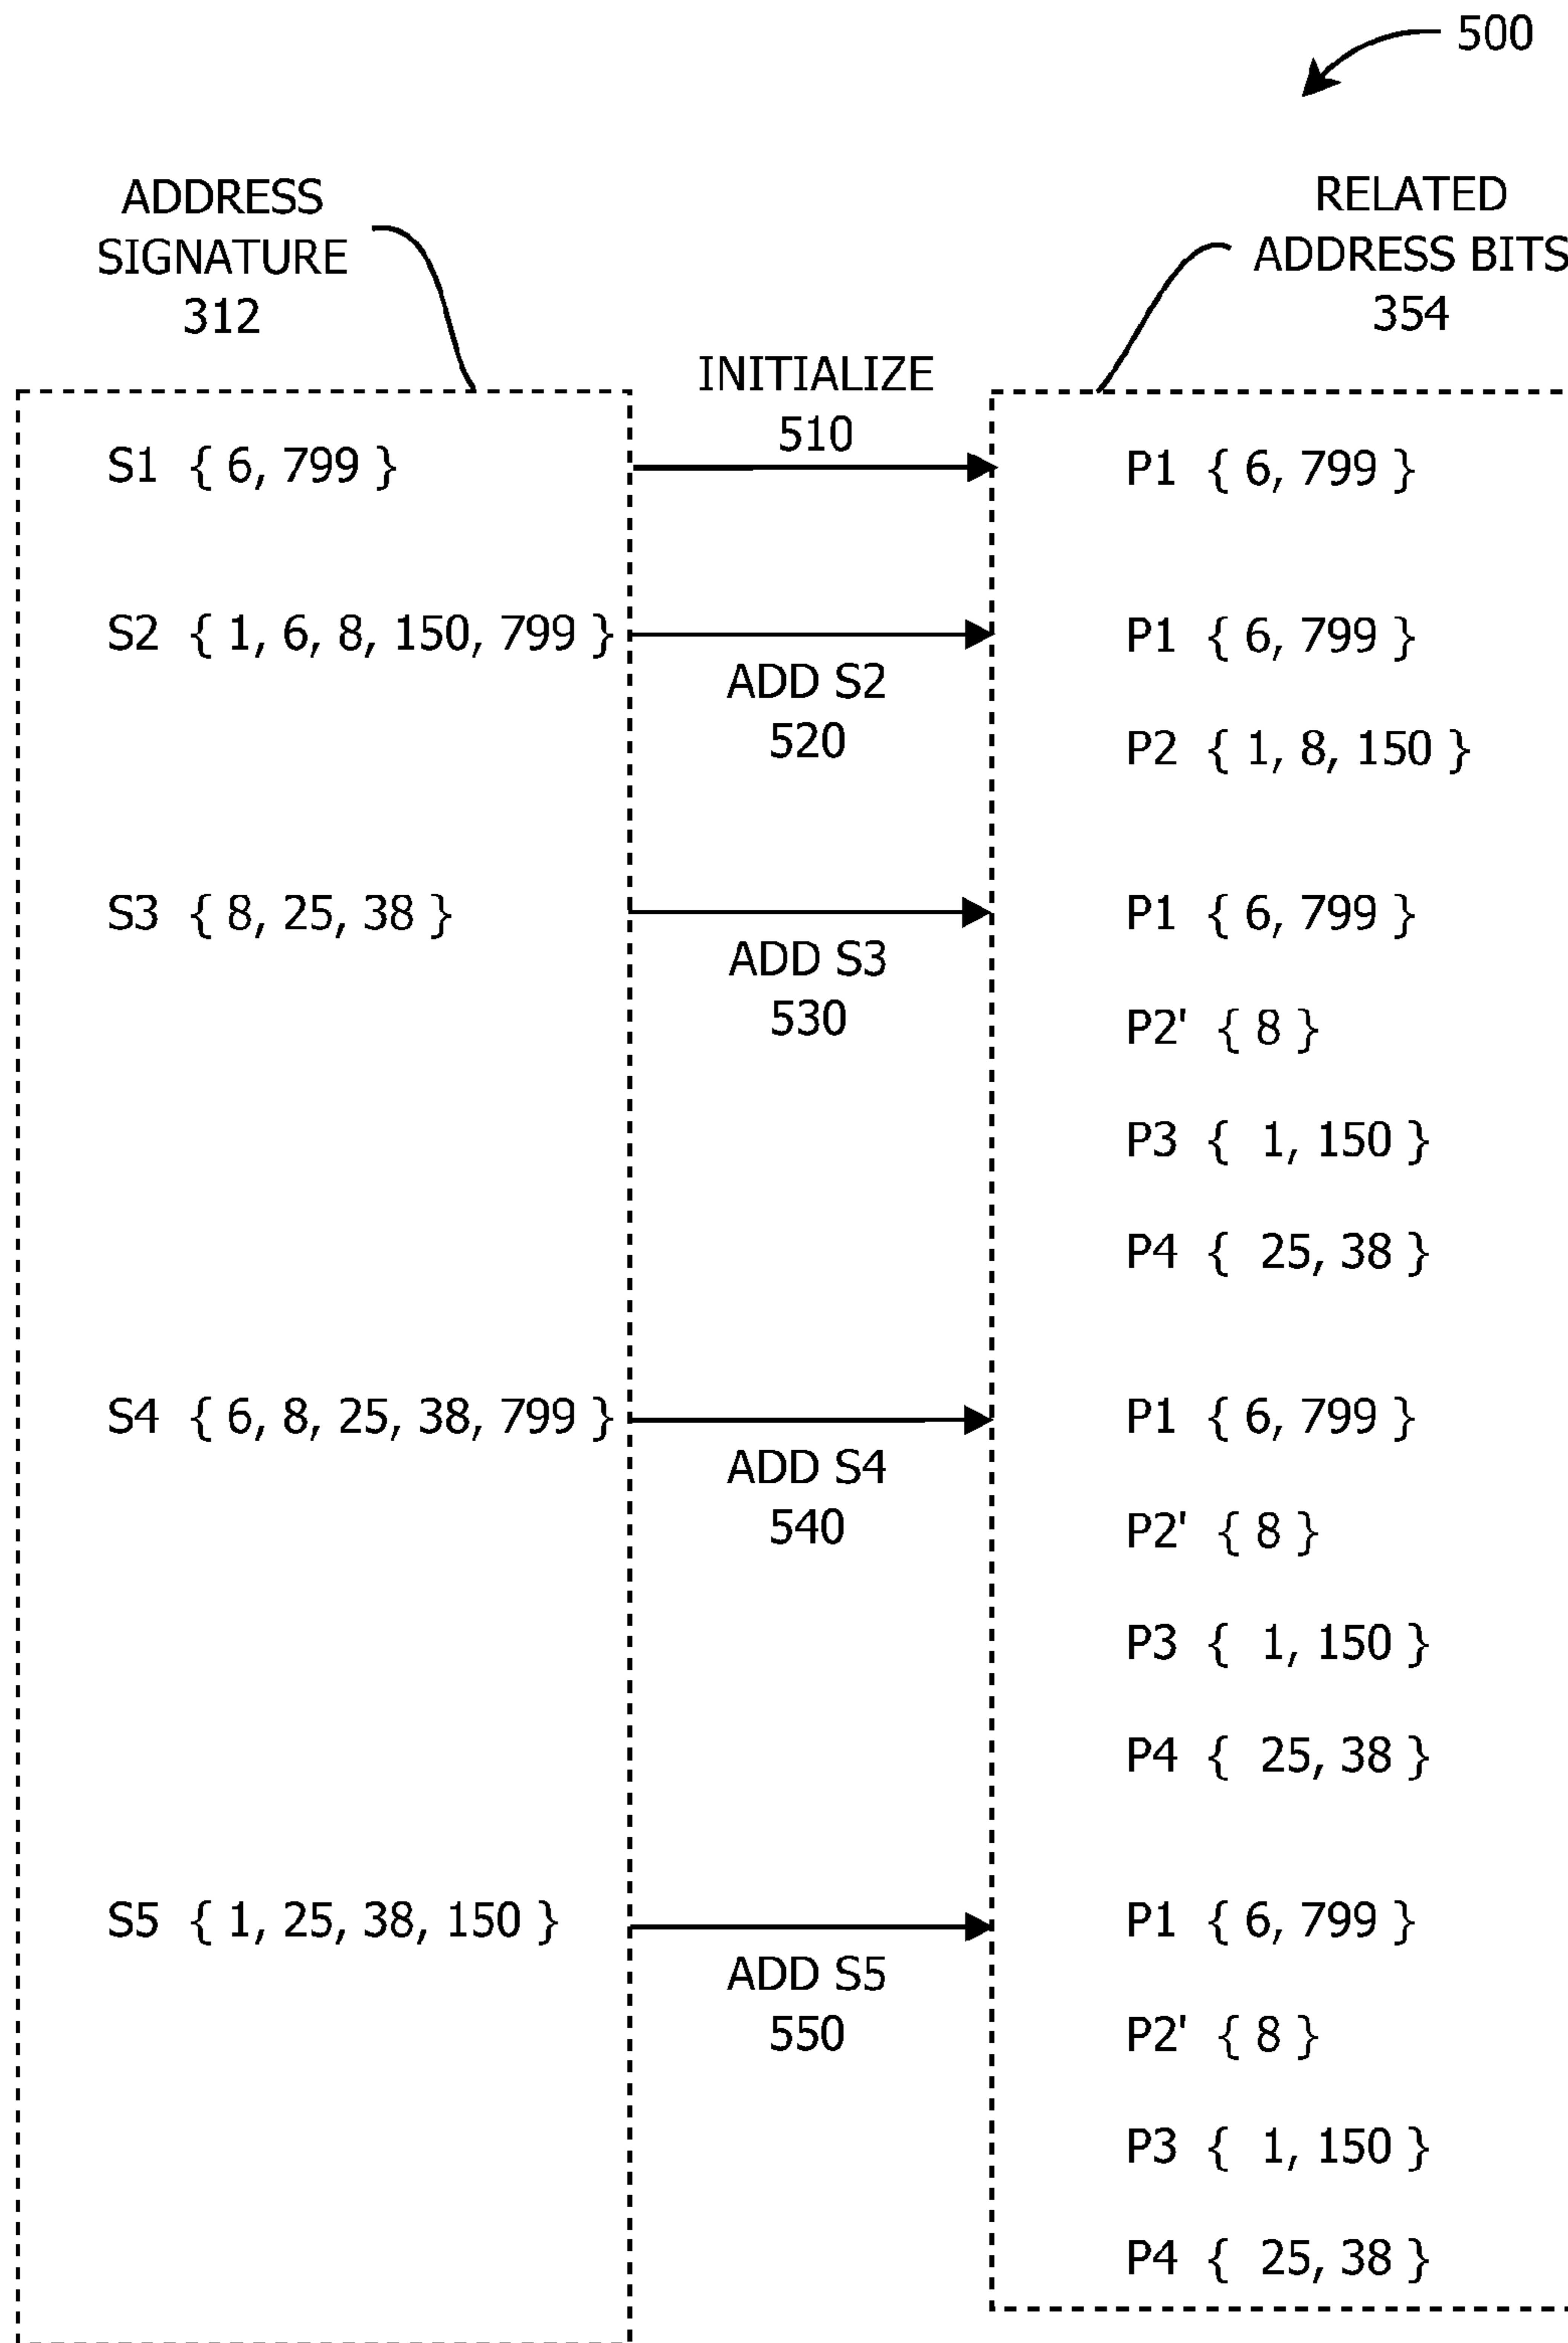 500
ADDRESS
SIGNATURE
312
RELATED
ADDRESS BITS
354
INITIALIZE
510
S1 { 6, 799 }
P1 { 6, 799 }
S2 { 1, 6, 8, 150, 799 }
P1 { 6, 799 }
ADD S2
520
P2 { 1, 8, 150 }
S3 { 8, 25, 38 }
P1 { 6, 799 }
ADD S3
530
P2' { 8 }
P3 { 1, 150 }
P4 { 25, 38 }
S4 { 6, 8, 25, 38, 799 }
P1 { 6, 799 }
ADD S4
540
P2' { 8 }
P3 { 1, 150 }
P4 { 25, 38 }
S5 { 1, 25, 38, 150 }
P1 { 6, 799 }
ADD S5
550
P2' { 8 }
P3 { 1, 150 }
P4 { 25, 38 }